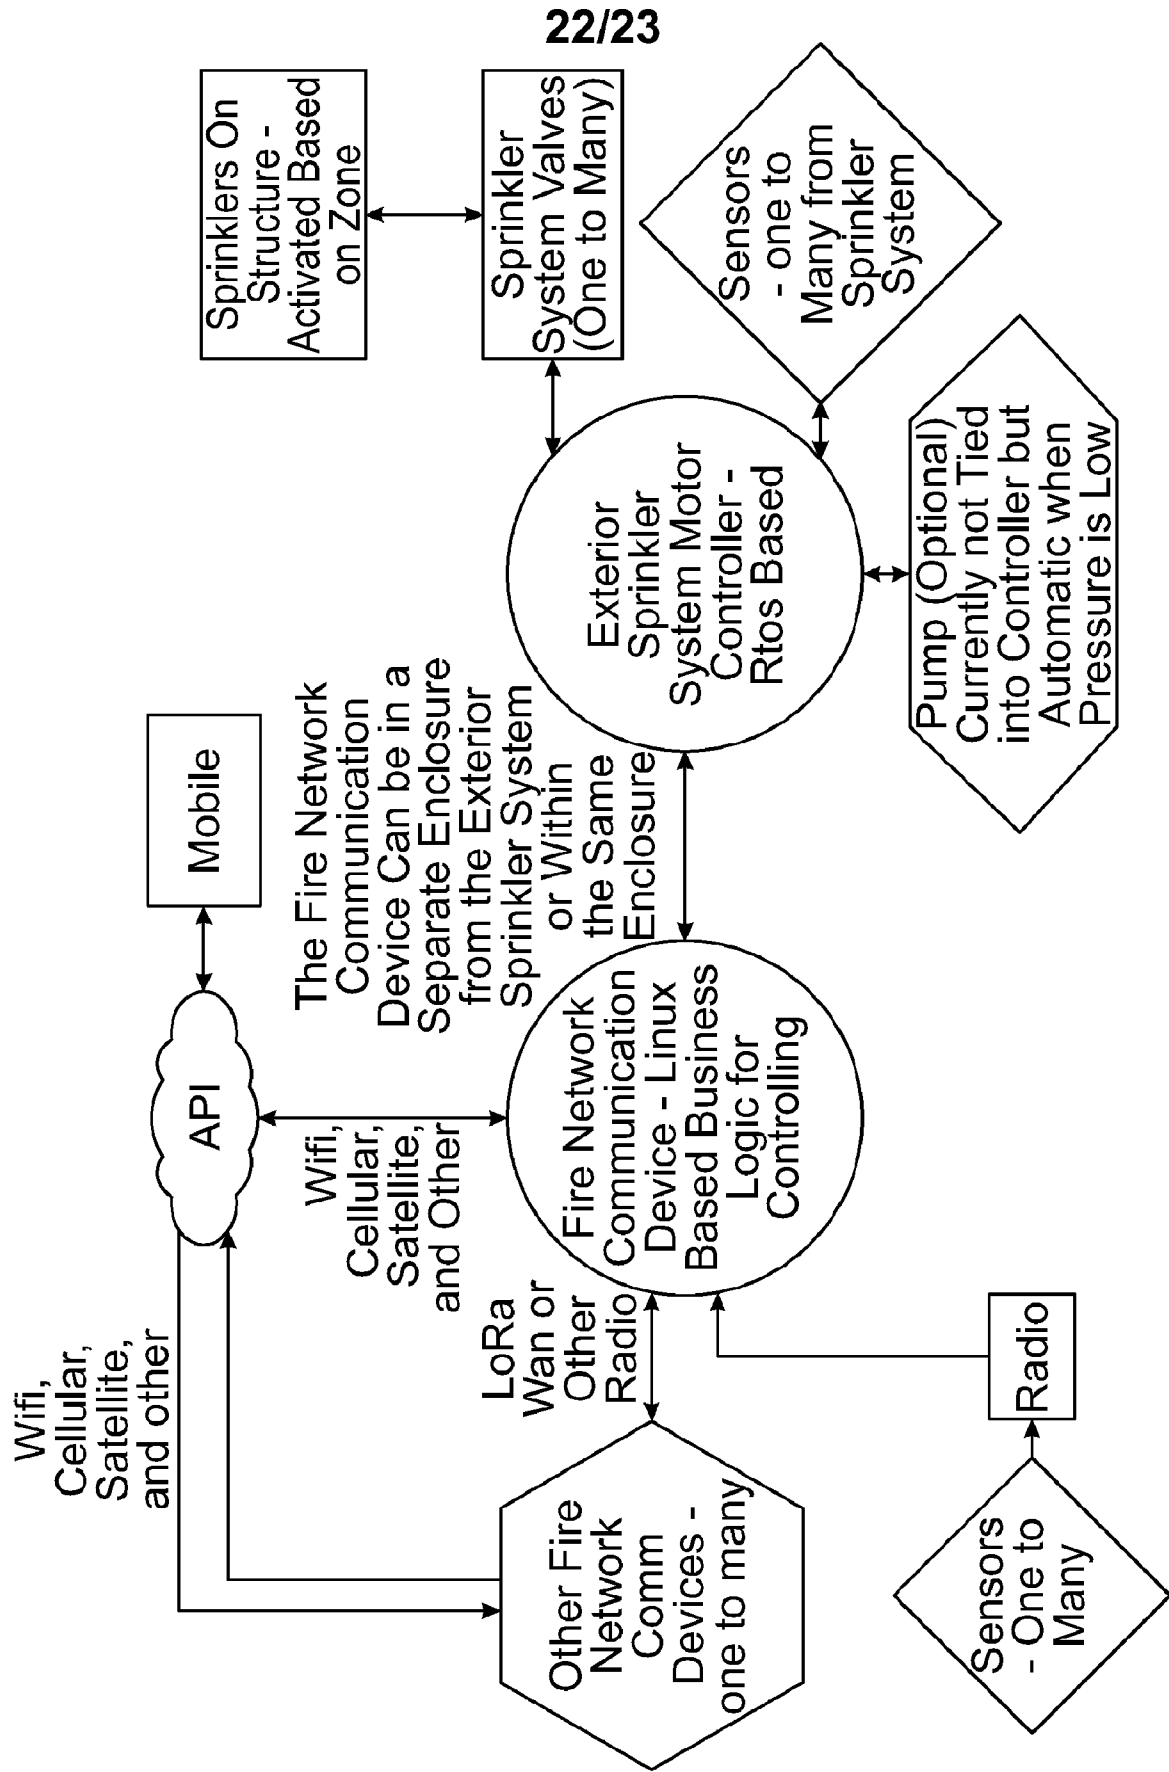 22/23
Wifi,
Cellular,
Satellite,
and other
API
Mobile
Sprinklers On
Structure -
Activated Based
on Zone
Wifi,
Cellular,
Satellite,
and Other
The Fire Network
Communication
Device Can be in a
Separate Enclosure
from the Exterior
Sprinkler System
or Within
the Same
Enclosure
Sprinkler
System Valves
(One to Many)
Other Fire
Network
Comm
Devices -
one to many
LoRa
Wan or
Other
Radio
Fire Network
Communication
Device - Linux
Based Business
Logic for
Controlling
Exterior
Sprinkler
System Motor
Controller -
Rtos Based
Sensors
- one to
Many from
Sprinkler
System
Sensors
- One to
Many
Radio
Pump (Optional)
Currently not Tied
into Controller but
Automatic when
Pressure is Low